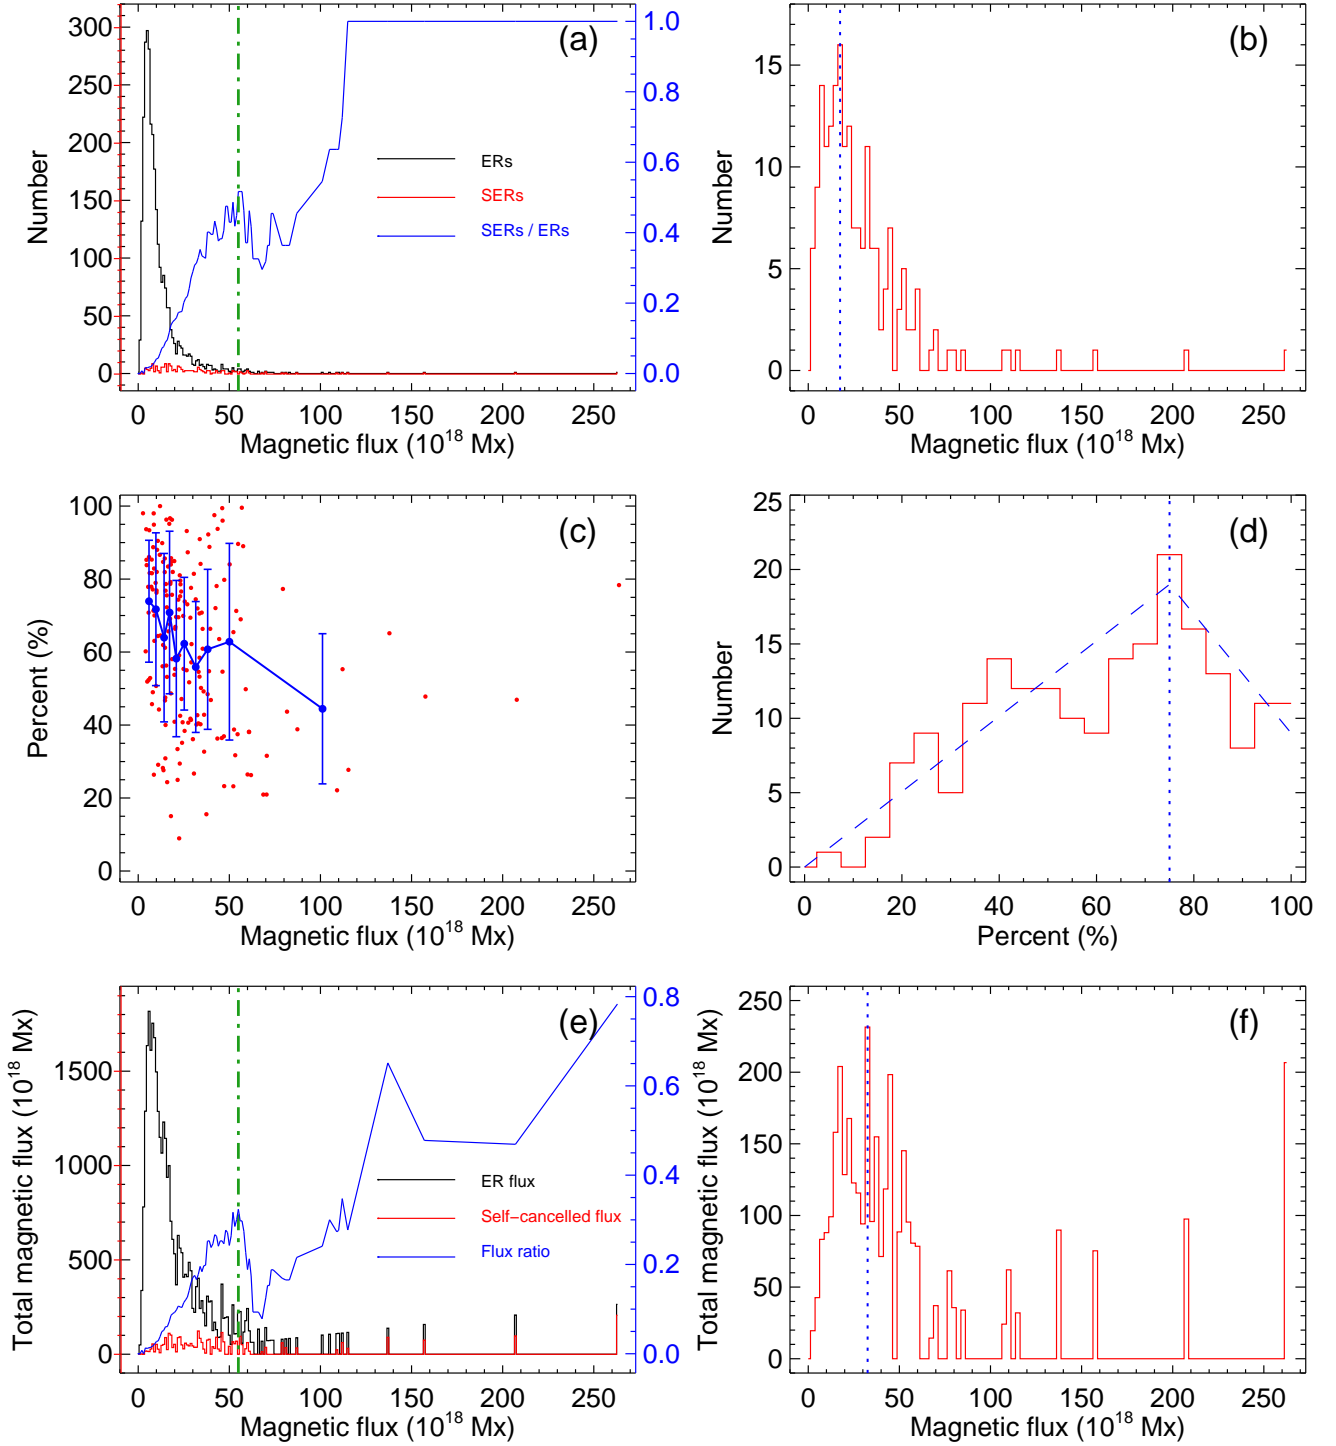 (a)
300
250
200
150
100
50
0
Number
1.0
0.8
0.6
0.4
0.2
0.0
ERs
SERs
SERs / ERs
0 50 100 150 200 250
Magnetic flux (10^18 Mx)
(b)
15
10
5
0
Number
0 50 100 150 200 250
Magnetic flux (10^18 Mx)
(c)
100
80
60
40
20
0
Percent (%)
0 50 100 150 200 250
Magnetic flux (10^18 Mx)
(d)
25
20
15
10
5
0
Number
0 20 40 60 80 100
Percent (%)
(e)
1500
1000
500
0
Total magnetic flux (10^18 Mx)
0.8
0.6
0.4
0.2
0.0
ER flux
Self−cancelled flux
Flux ratio
0 50 100 150 200 250
Magnetic flux (10^18 Mx)
(f)
250
200
150
100
50
0
Total magnetic flux (10^18 Mx)
0 50 100 150 200 250
Magnetic flux (10^18 Mx)